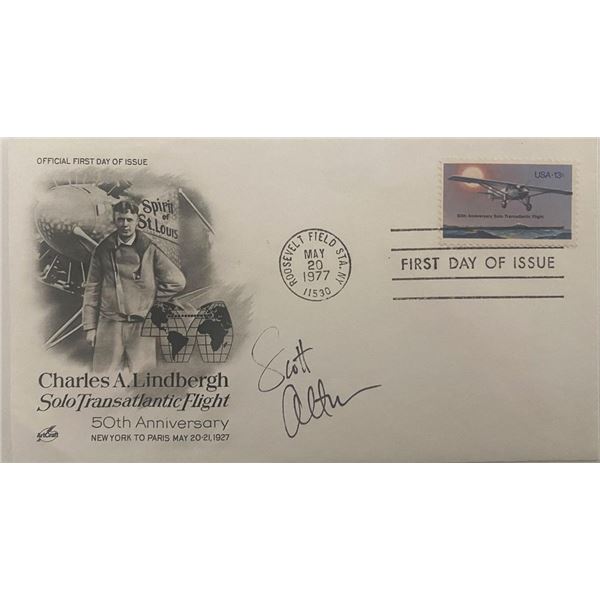 OFFICIAL FIRST DAY OF ISSUE
Spirit
of
St. Louis
USA·13c
50th Anniversary Solo Transatlantic Flight
ROOSEVELT FIELD STA. NY
MAY
20
1977
11530
FIRST DAY OF ISSUE
Scott
Charles A. Lindbergh
Solo Transatlantic Flight
50th Anniversary
NEW YORK TO PARIS MAY 20-21, 1927
ArtCraft